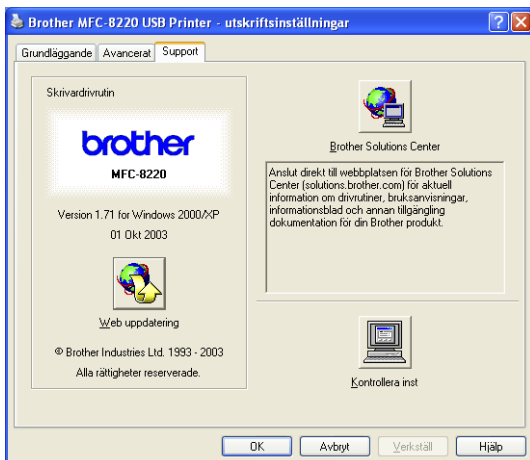 Brother MFC-8220 USB Printer - utskriftsinställningar
Grundläggande Avancerat Support
Skrivardrivrutin
brother
MFC-8220
Version 1.71 for Windows 2000/XP
01 Okt 2003
Web uppdatering
© Brother Industries Ltd. 1993 - 2003
Alla rättigheter reserverade.
Brother Solutions Center
Anslut direkt till webbplatsen för Brother Solutions
Center (solutions.brother.com) för aktuell
information om drivrutiner, bruksanvisningar,
informationsblad och annan tillgängling
dokumentation för din Brother produkt.
Kontrollera inst
OK Avbryt Verkställ Hjälp